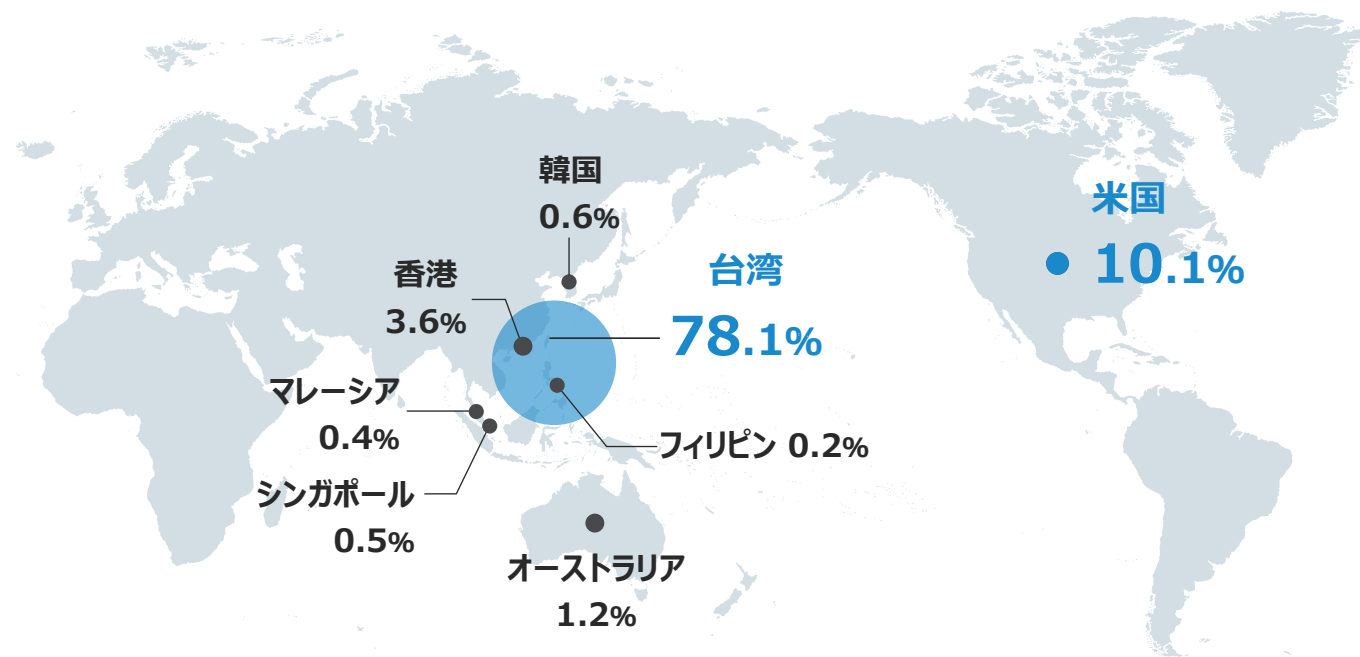 韓国
0.6%
米国
10.1%
香港
3.6%
台湾
78.1%
マレーシア
0.4%
フィリピン 0.2%
シンガポール
0.5%
オーストラリア
1.2%